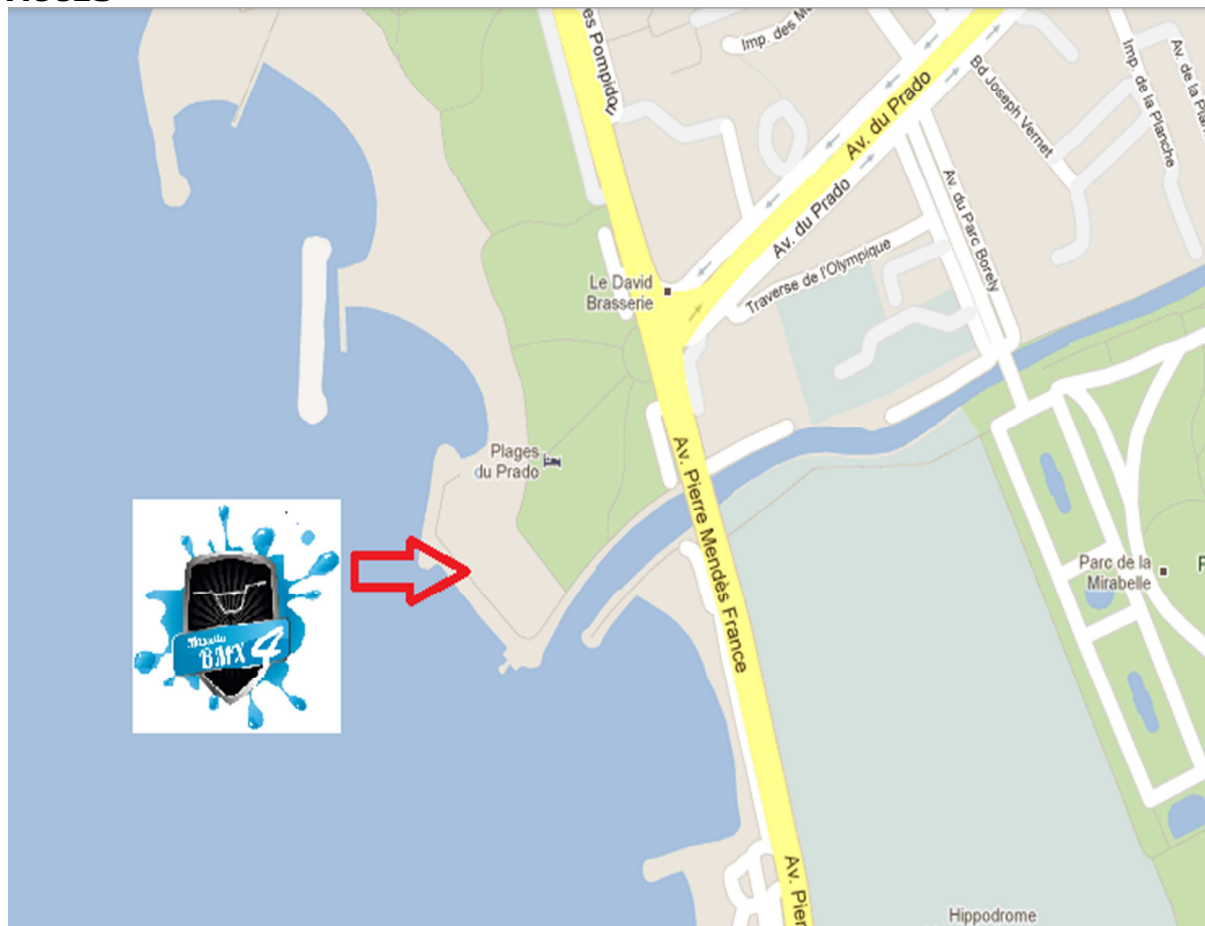 es Pompidou
Imp. des
Av. du Prado
Av. du Prado
Bd Joseph Vernet
Imp. de la Planche
Av. de la
Av. du Parc Borely
Traverse de l'Olympique
Le David
Brasserie
Plages
du Prado
Av. Pierre Mendès France
BMX 4
Parc de la
Mirabelle
Av. Pier
Hippodrome